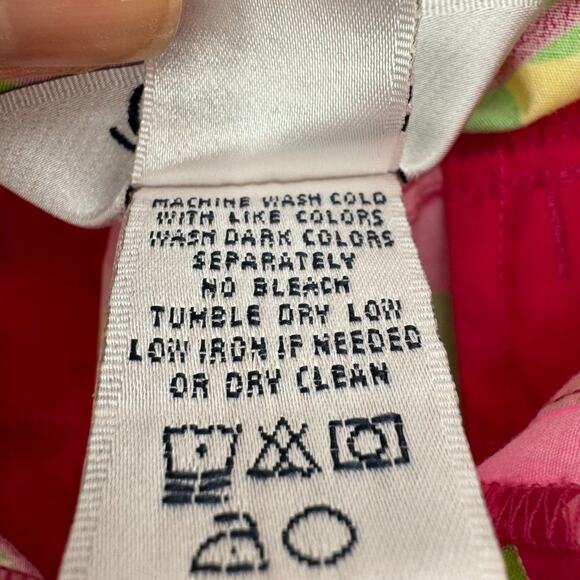 MACHINE WASH COLD
WITH LIKE COLORS
WASH DARK COLORS
SEPARATELY
NO BLEACH
TUMBLE DRY LOW
LOW IRON IF NEEDED
OR DRY CLEAN